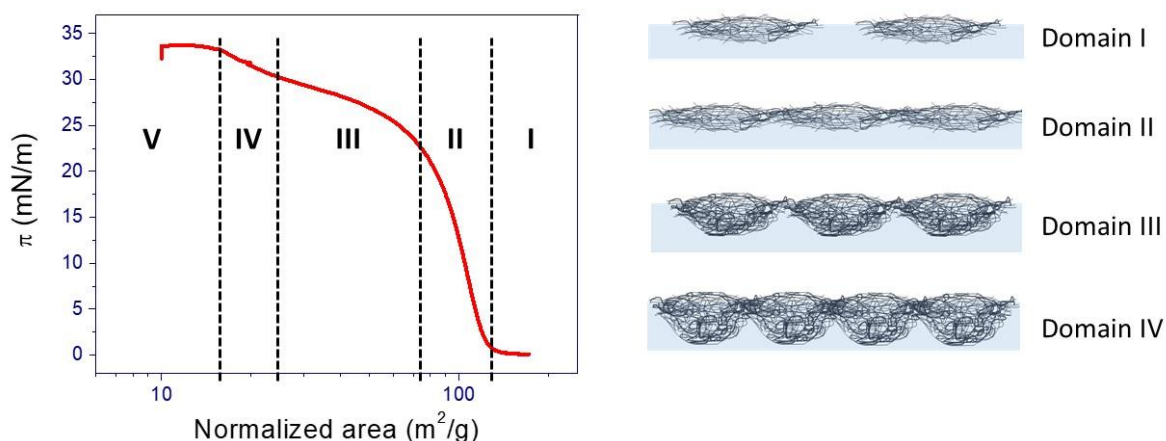 35
30
25
20
15
10
5
0
π (mN/m)
V
IV
III
II
I
10
100
Normalized area (m²/g)
Domain I
Domain II
Domain III
Domain IV